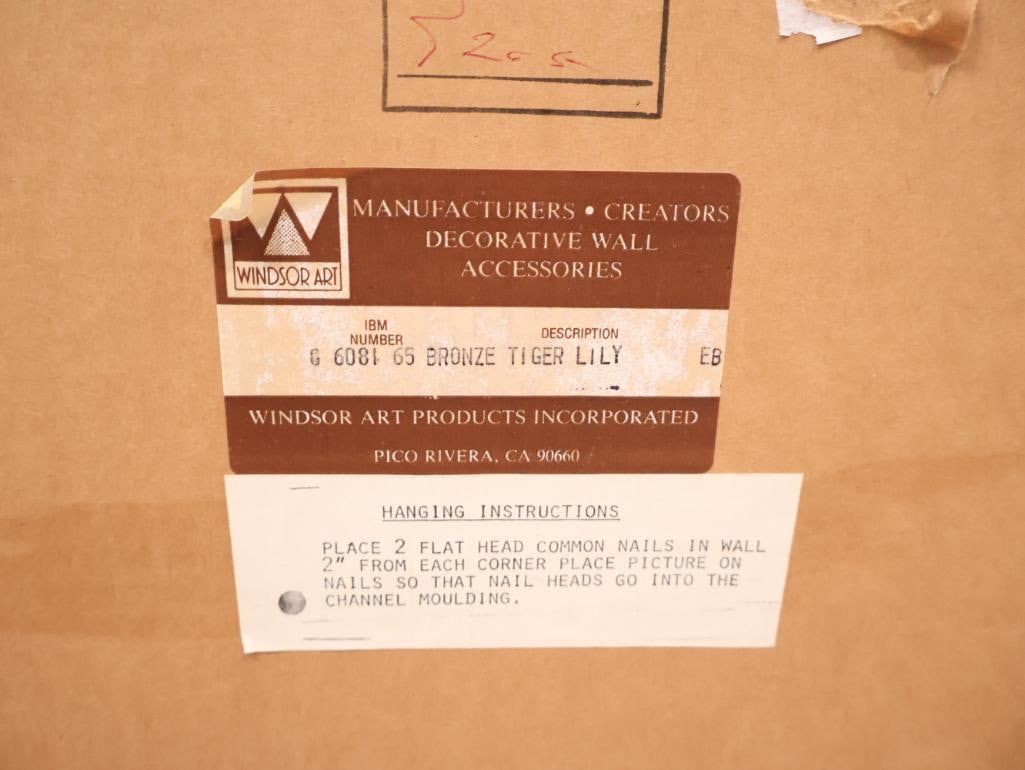 WINDSOR ART
MANUFACTURERS • CREATORS
DECORATIVE WALL
ACCESSORIES
IBM
NUMBER
DESCRIPTION
G 6081 65 BRONZE TIGER LILY EB
WINDSOR ART PRODUCTS INCORPORATED
PICO RIVERA, CA 90660
HANGING INSTRUCTIONS
PLACE 2 FLAT HEAD COMMON NAILS IN WALL
2" FROM EACH CORNER PLACE PICTURE ON
NAILS SO THAT NAIL HEADS GO INTO THE
CHANNEL MOULDING.